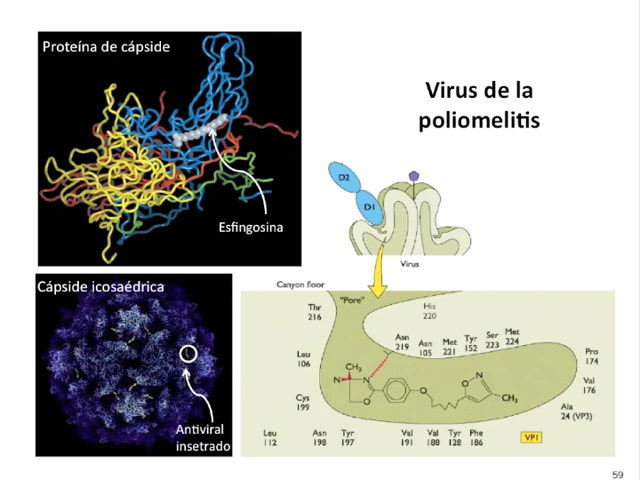 Proteína de cápside
Esfingosina
Virus de la
poliomelitis
D2
D1
Virus
Cápside icosaédrica
Antiviral
insetrado
Canyon floor
"Pore"
Thr
216
His
220
Asn
219
Asn
105
Met
221
Tyr
152
Ser
223
Met
224
Leu
106
Pro
174
Val
176
Ala
24 (VP3)
Cys
199
CH3
N
N
O
O
O
N
CH3
Leu
112
Asn
198
Tyr
197
Val
191
Val
188
Tyr
128
Phe
186
VP1
59